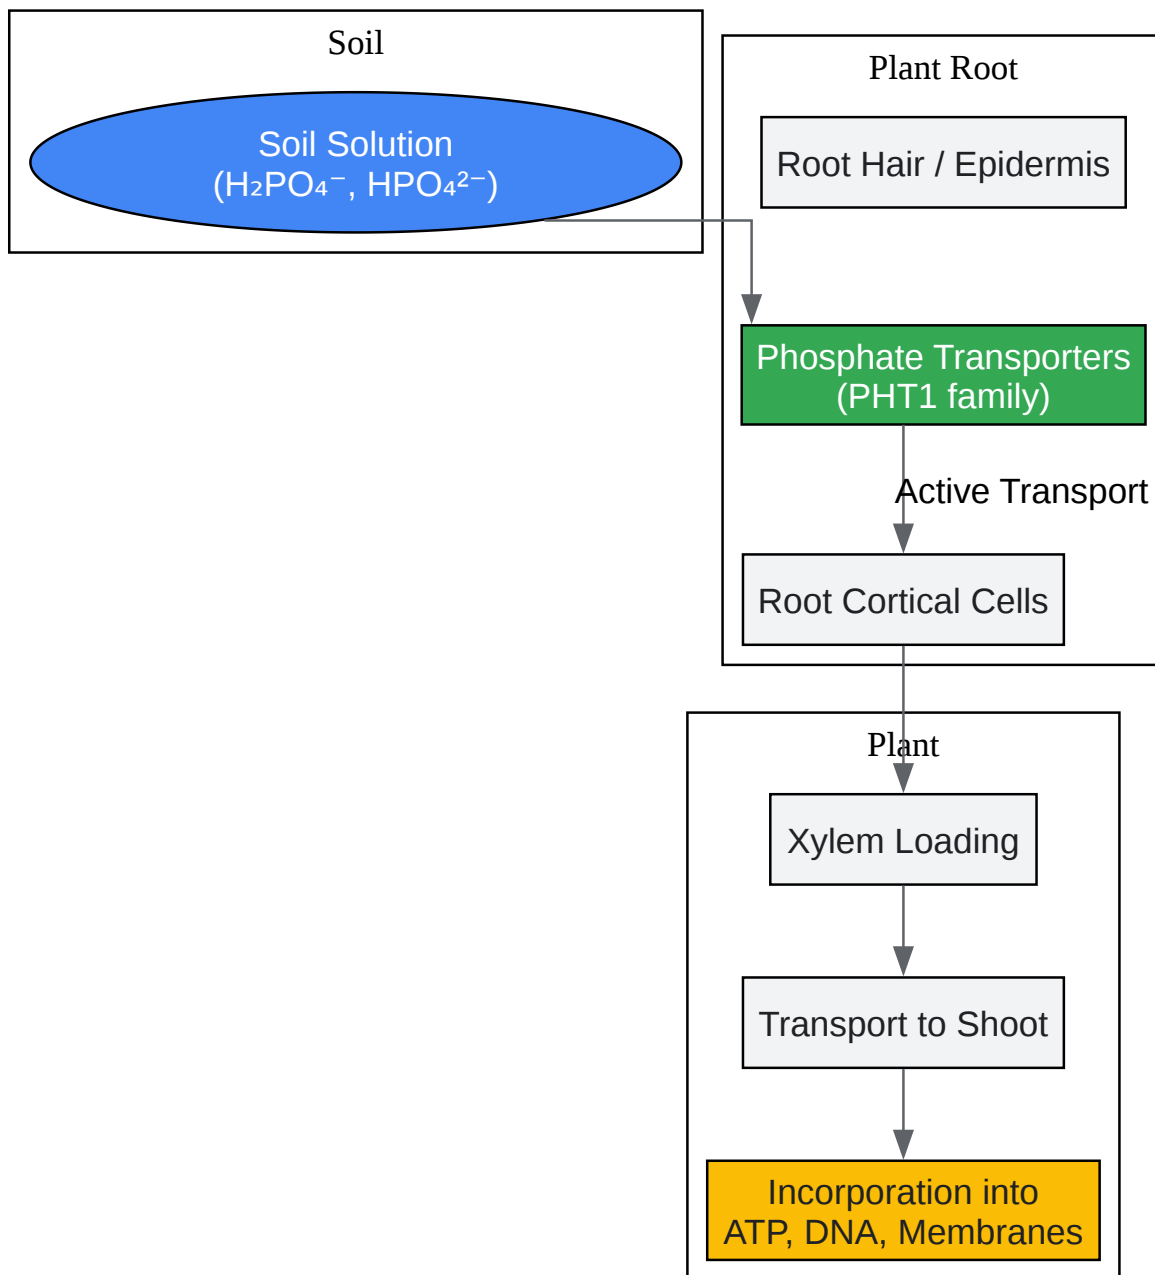 Soil
Soil Solution
(H₂PO₄⁻, HPO₄²⁻)
Plant Root
Root Hair / Epidermis
Phosphate Transporters
(PHT1 family)
Active Transport
Root Cortical Cells
Plant
Xylem Loading
Transport to Shoot
Incorporation into
ATP, DNA, Membranes